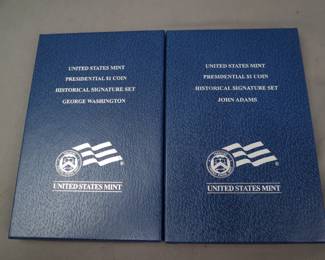 UNITED STATES MINT
PRESIDENTIAL $1 COIN
HISTORICAL SIGNATURE SET
GEORGE WASHINGTON
UNITED STATES MINT
UNITED STATES MINT
PRESIDENTIAL $1 COIN
HISTORICAL SIGNATURE SET
JOHN ADAMS
UNITED STATES MINT